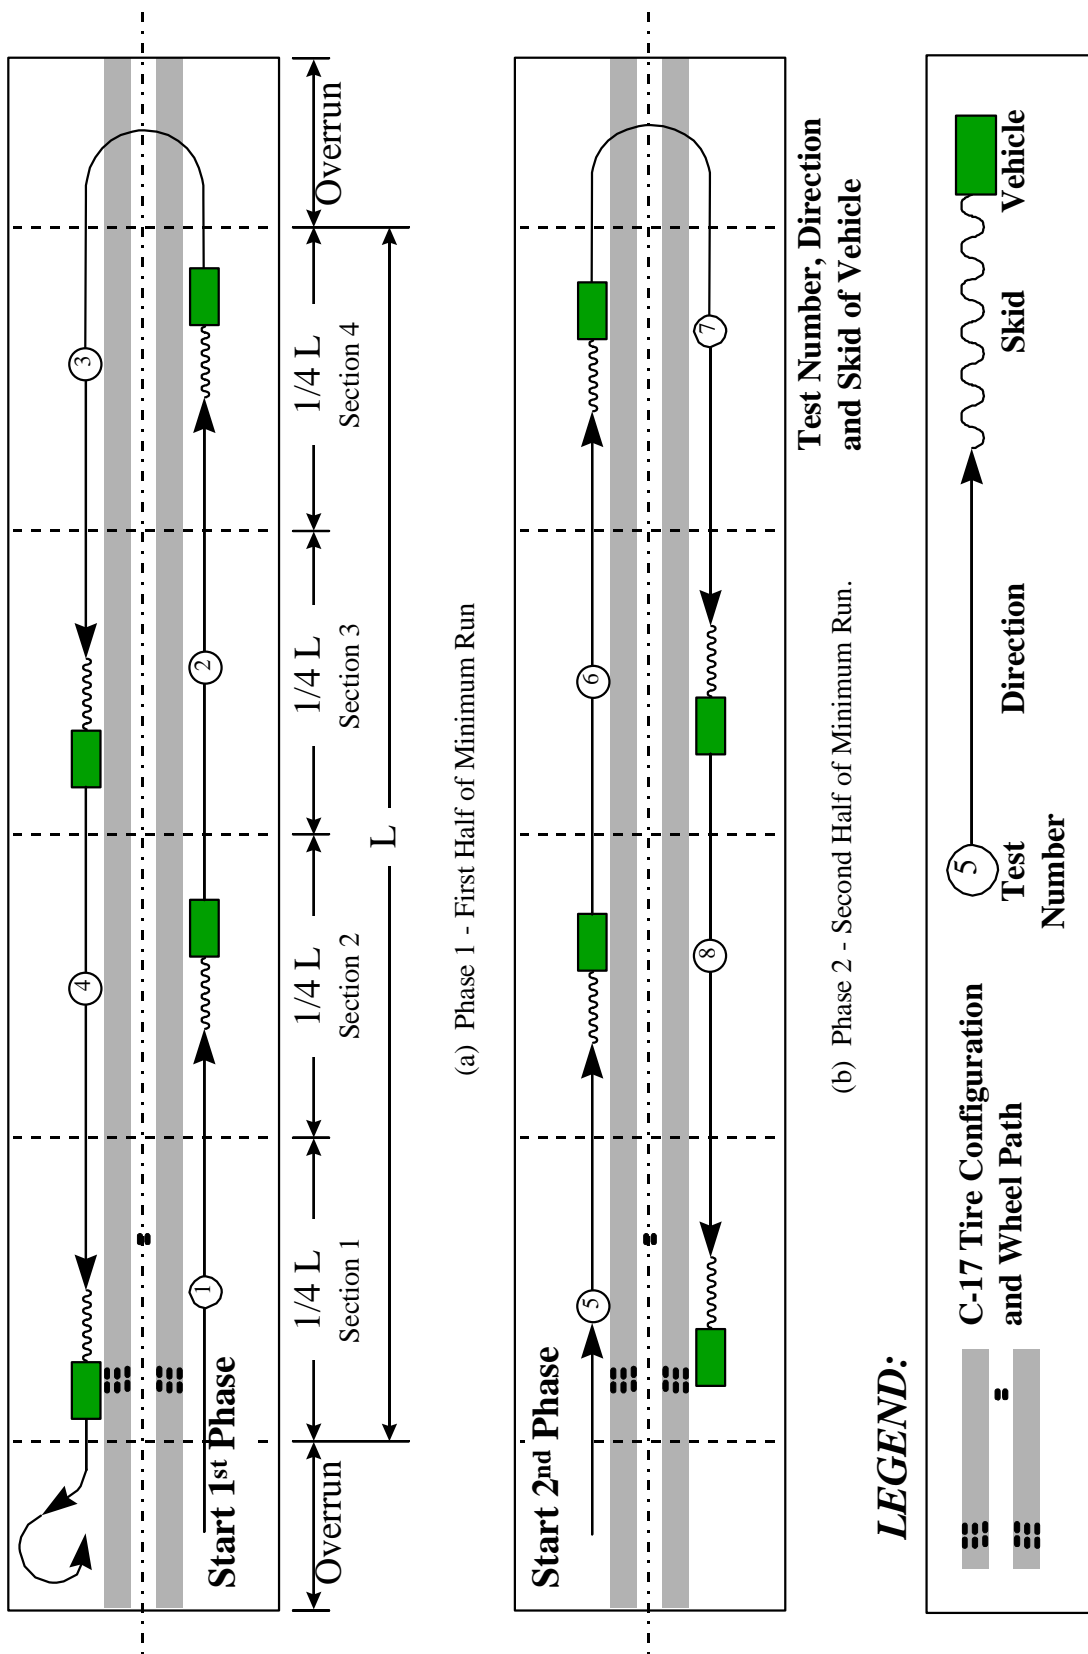 3
4
2
1
Start 1st Phase
Overrun
1/4 L
Section 1
1/4 L
Section 2
1/4 L
Section 3
1/4 L
Section 4
Overrun
L
(a) Phase 1 - First Half of Minimum Run
Start 2nd Phase
5
6
7
8
Test Number, Direction
and Skid of Vehicle
(b) Phase 2 - Second Half of Minimum Run.
LEGEND:
C-17 Tire Configuration
and Wheel Path
5
Test
Number
Direction
Skid
Vehicle